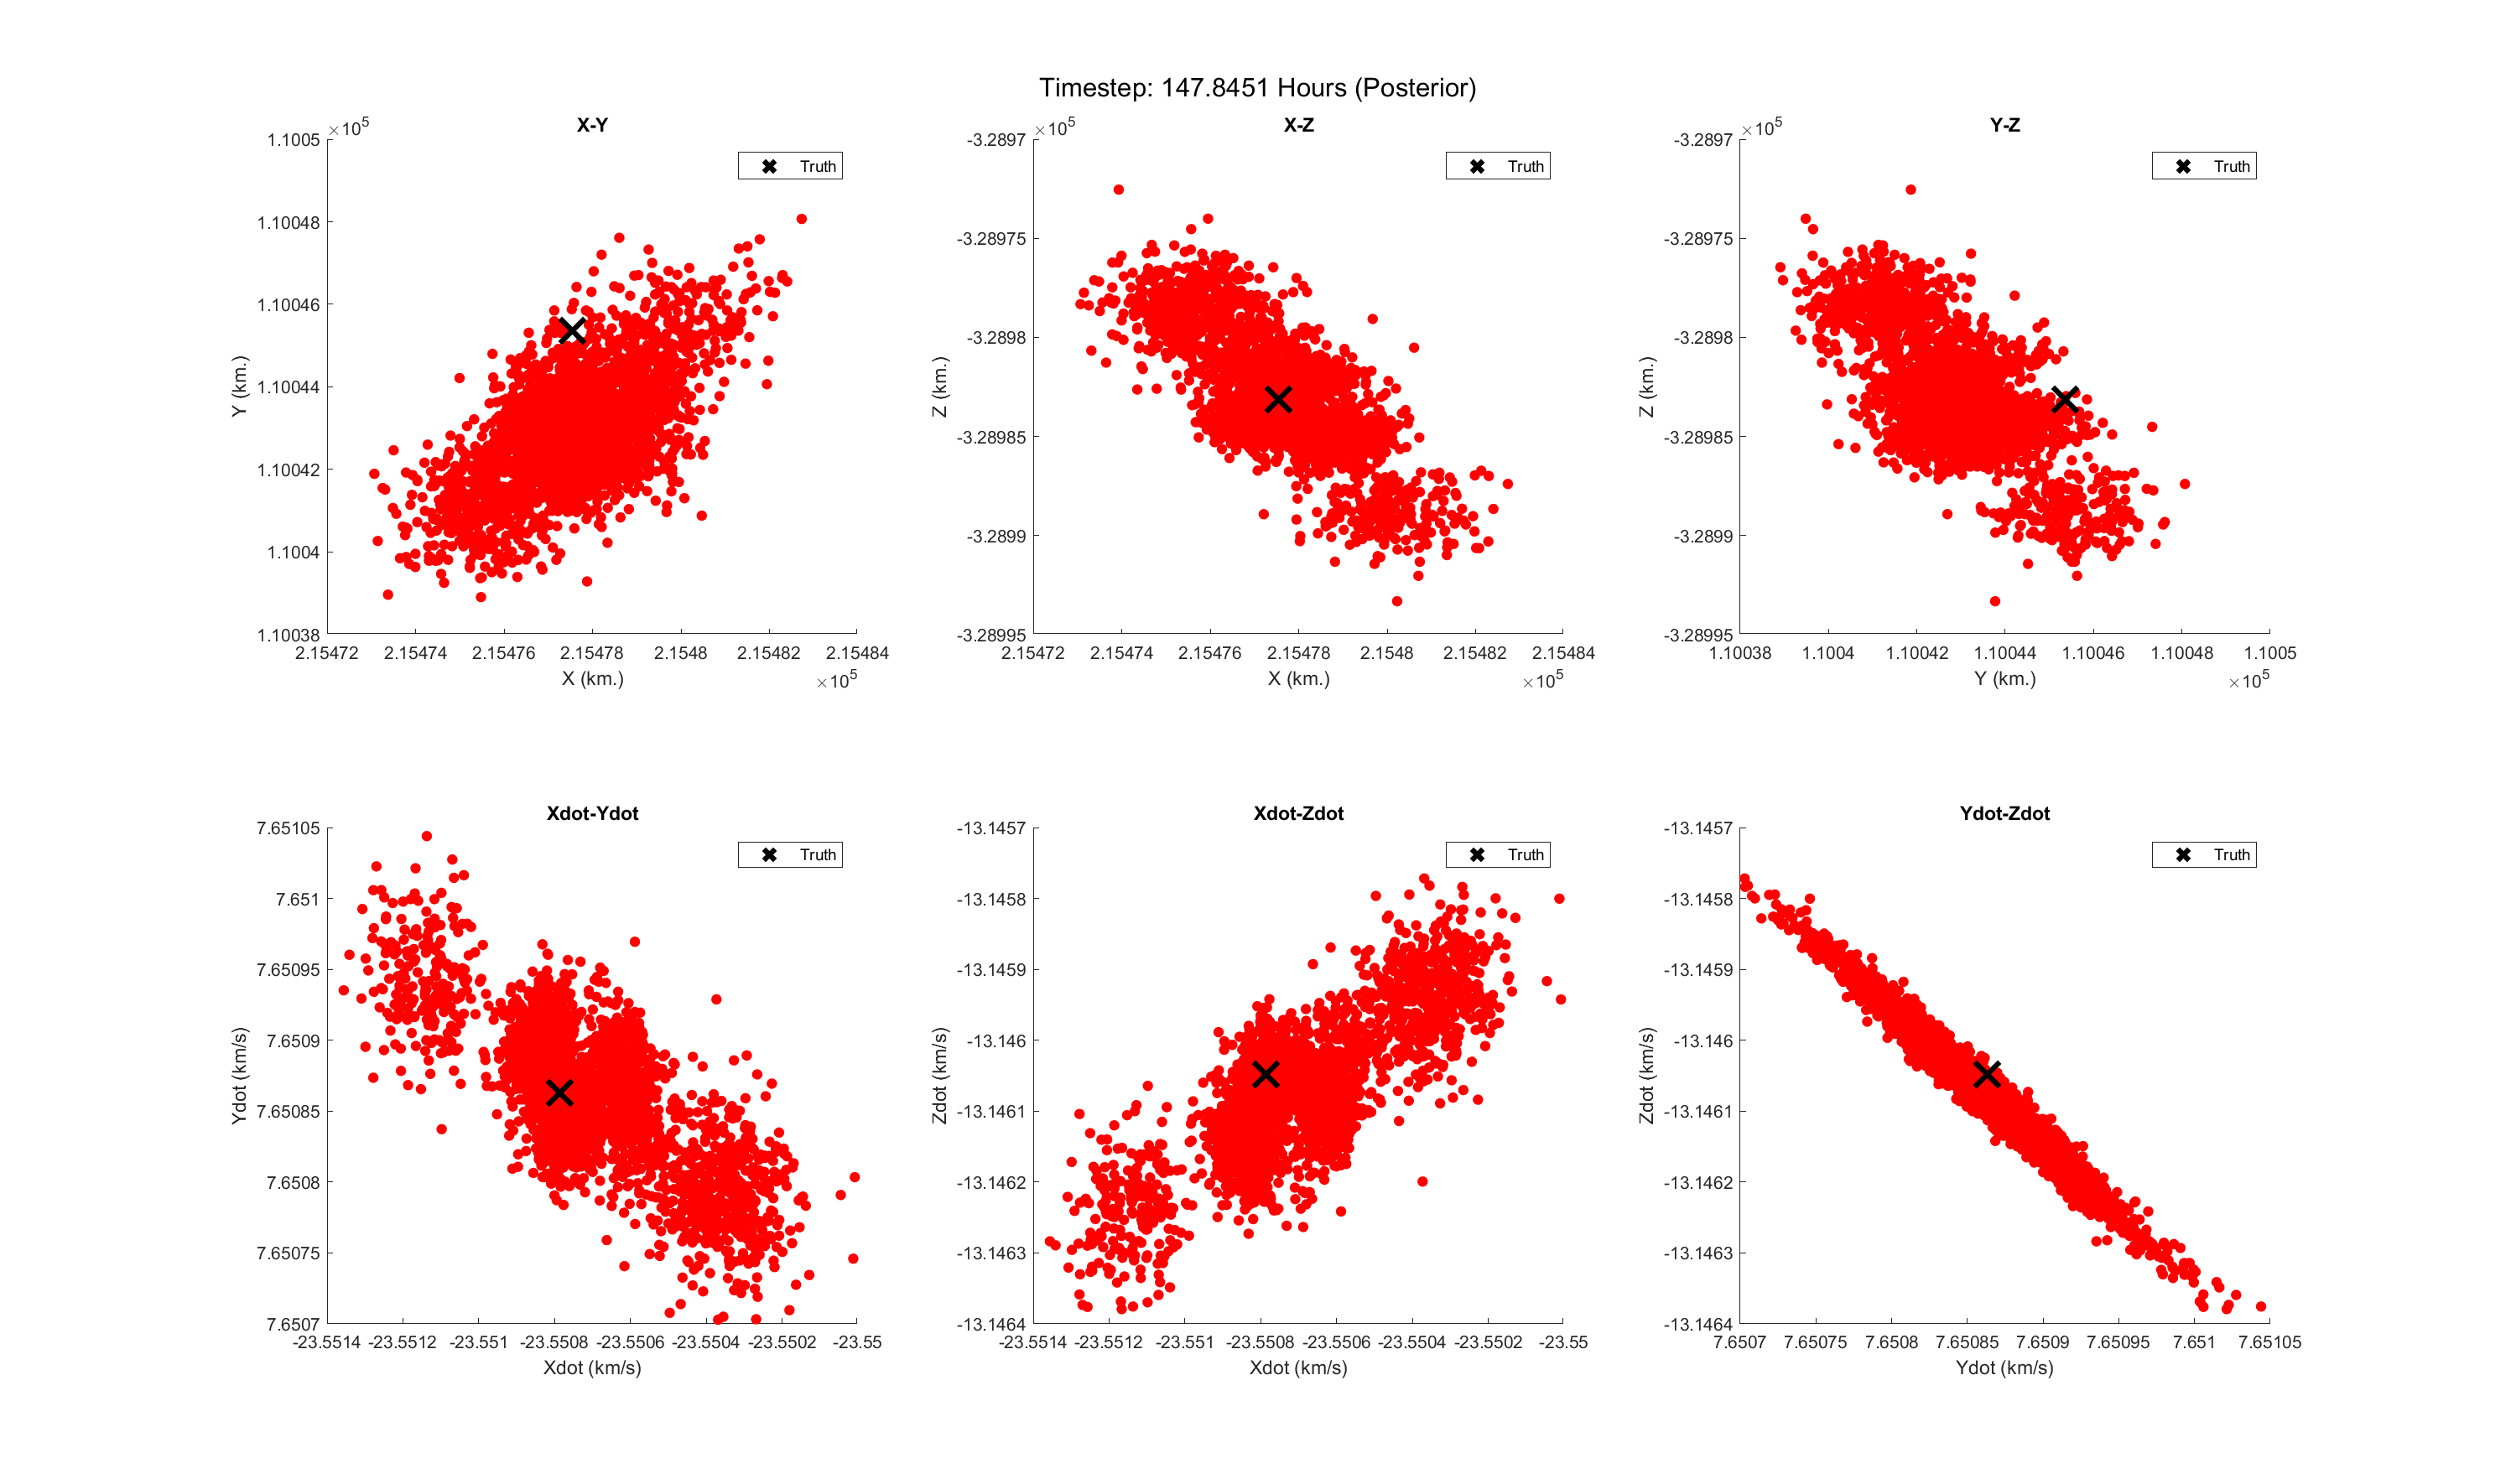 Timestep: 147.8451 Hours (Posterior)
X-Y
×10^5
1.1005
1.10048
1.10046
1.10044
1.10042
1.1004
1.10038
Y (km.)
Truth
2.15472 2.15474 2.15476 2.15478 2.1548 2.15482 2.15484
X (km.)
×10^5
X-Z
×10^5
-3.2897
-3.28975
-3.2898
-3.28985
-3.2899
-3.28995
Z (km.)
Truth
2.15472 2.15474 2.15476 2.15478 2.1548 2.15482 2.15484
X (km.)
×10^5
Y-Z
×10^5
-3.2897
-3.28975
-3.2898
-3.28985
-3.2899
-3.28995
Z (km.)
Truth
1.10038 1.1004 1.10042 1.10044 1.10046 1.10048 1.1005
Y (km.)
×10^5
Xdot-Ydot
7.65105
7.651
7.65095
7.6509
7.65085
7.6508
7.65075
7.6507
Ydot (km/s)
Truth
-23.5514 -23.5512 -23.551 -23.5508 -23.5506 -23.5504 -23.5502 -23.55
Xdot (km/s)
Xdot-Zdot
-13.1457
-13.1458
-13.1459
-13.146
-13.1461
-13.1462
-13.1463
-13.1464
Zdot (km/s)
Truth
-23.5514 -23.5512 -23.551 -23.5508 -23.5506 -23.5504 -23.5502 -23.55
Xdot (km/s)
Ydot-Zdot
-13.1457
-13.1458
-13.1459
-13.146
-13.1461
-13.1462
-13.1463
-13.1464
Zdot (km/s)
Truth
7.6507 7.65075 7.6508 7.65085 7.6509 7.65095 7.651 7.65105
Ydot (km/s)